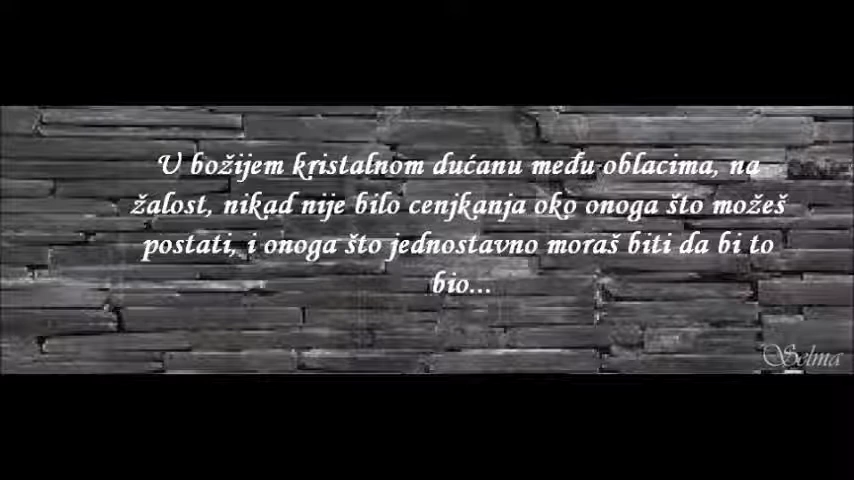 U božijem kristalnom dućanu među oblacima, na
žalost, nikad nije bilo cenjkanja oko onoga što možeš
postati, i onoga što jednostavno moraš biti da bi to
bio...
Selma